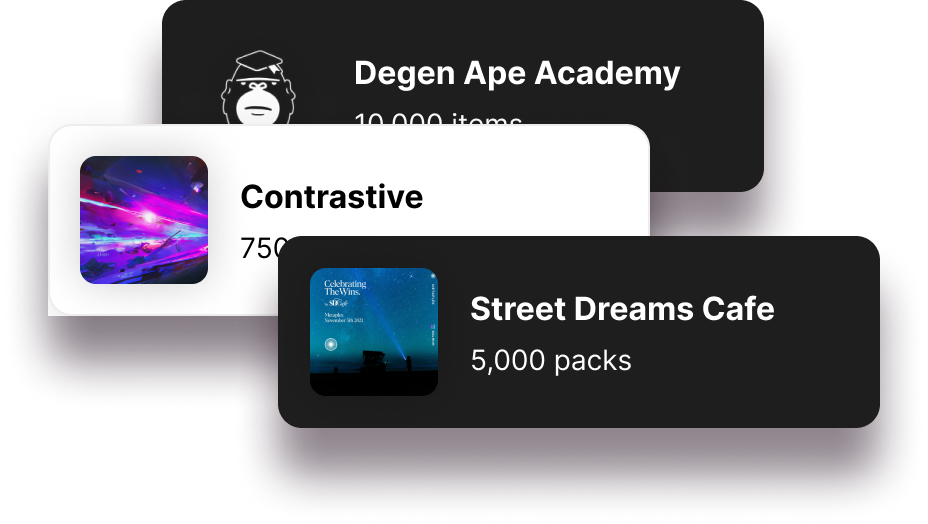 Degen Ape Academy
10,000 items
Contrastive
750
Celebrating
The Wins.
Metaplex
November 5th 2021
Street Dreams Cafe
5,000 packs